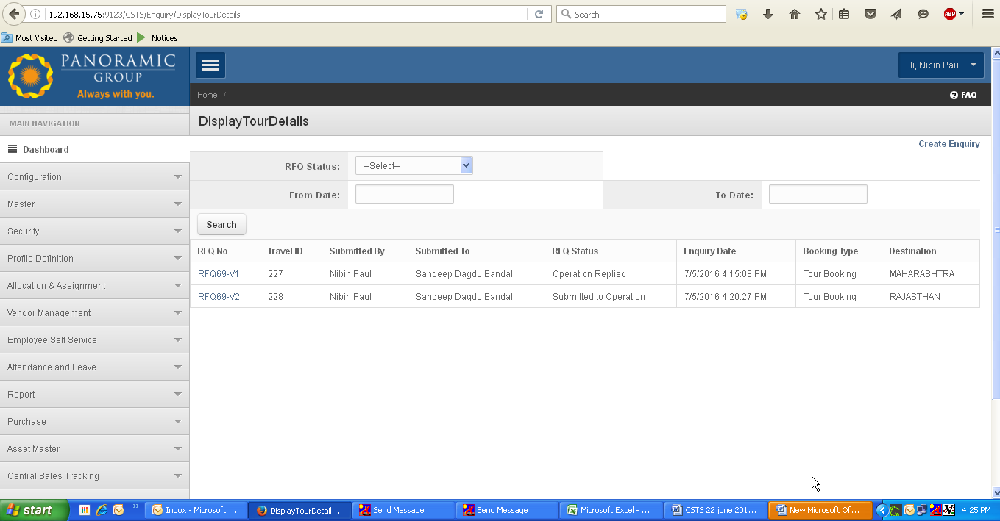 192.168.15.75:9123/CSTS/Enquiry/DisplayTourDetails
Search
ABP
Most Visited Getting Started Notices
PANORAMIC
GROUP
Always with you.
Hi, Nibin Paul
Home /
FAQ
MAIN NAVIGATION
DisplayTourDetails
Create Enquiry
Dashboard
Configuration
Master
Security
Profile Definition
Allocation & Assignment
Vendor Management
Employee Self Service
Attendance and Leave
Report
Purchase
Asset Master
Central Sales Tracking
RFQ Status: --Select--
From Date: To Date:
Search
RFQ No Travel ID Submitted By Submitted To RFQ Status Enquiry Date Booking Type Destination
RFQ69-V1 227 Nibin Paul Sandeep Dagdu Bandal Operation Replied 7/5/2016 4:15:08 PM Tour Booking MAHARASHTRA
RFQ69-V2 228 Nibin Paul Sandeep Dagdu Bandal Submitted to Operation 7/5/2016 4:20:27 PM Tour Booking RAJASTHAN
start Inbox - Microsoft ... DisplayTourDetail... Send Message Send Message Microsoft Excel - ... CSTS 22 june 201... New Microsoft Of... 4:25 PM